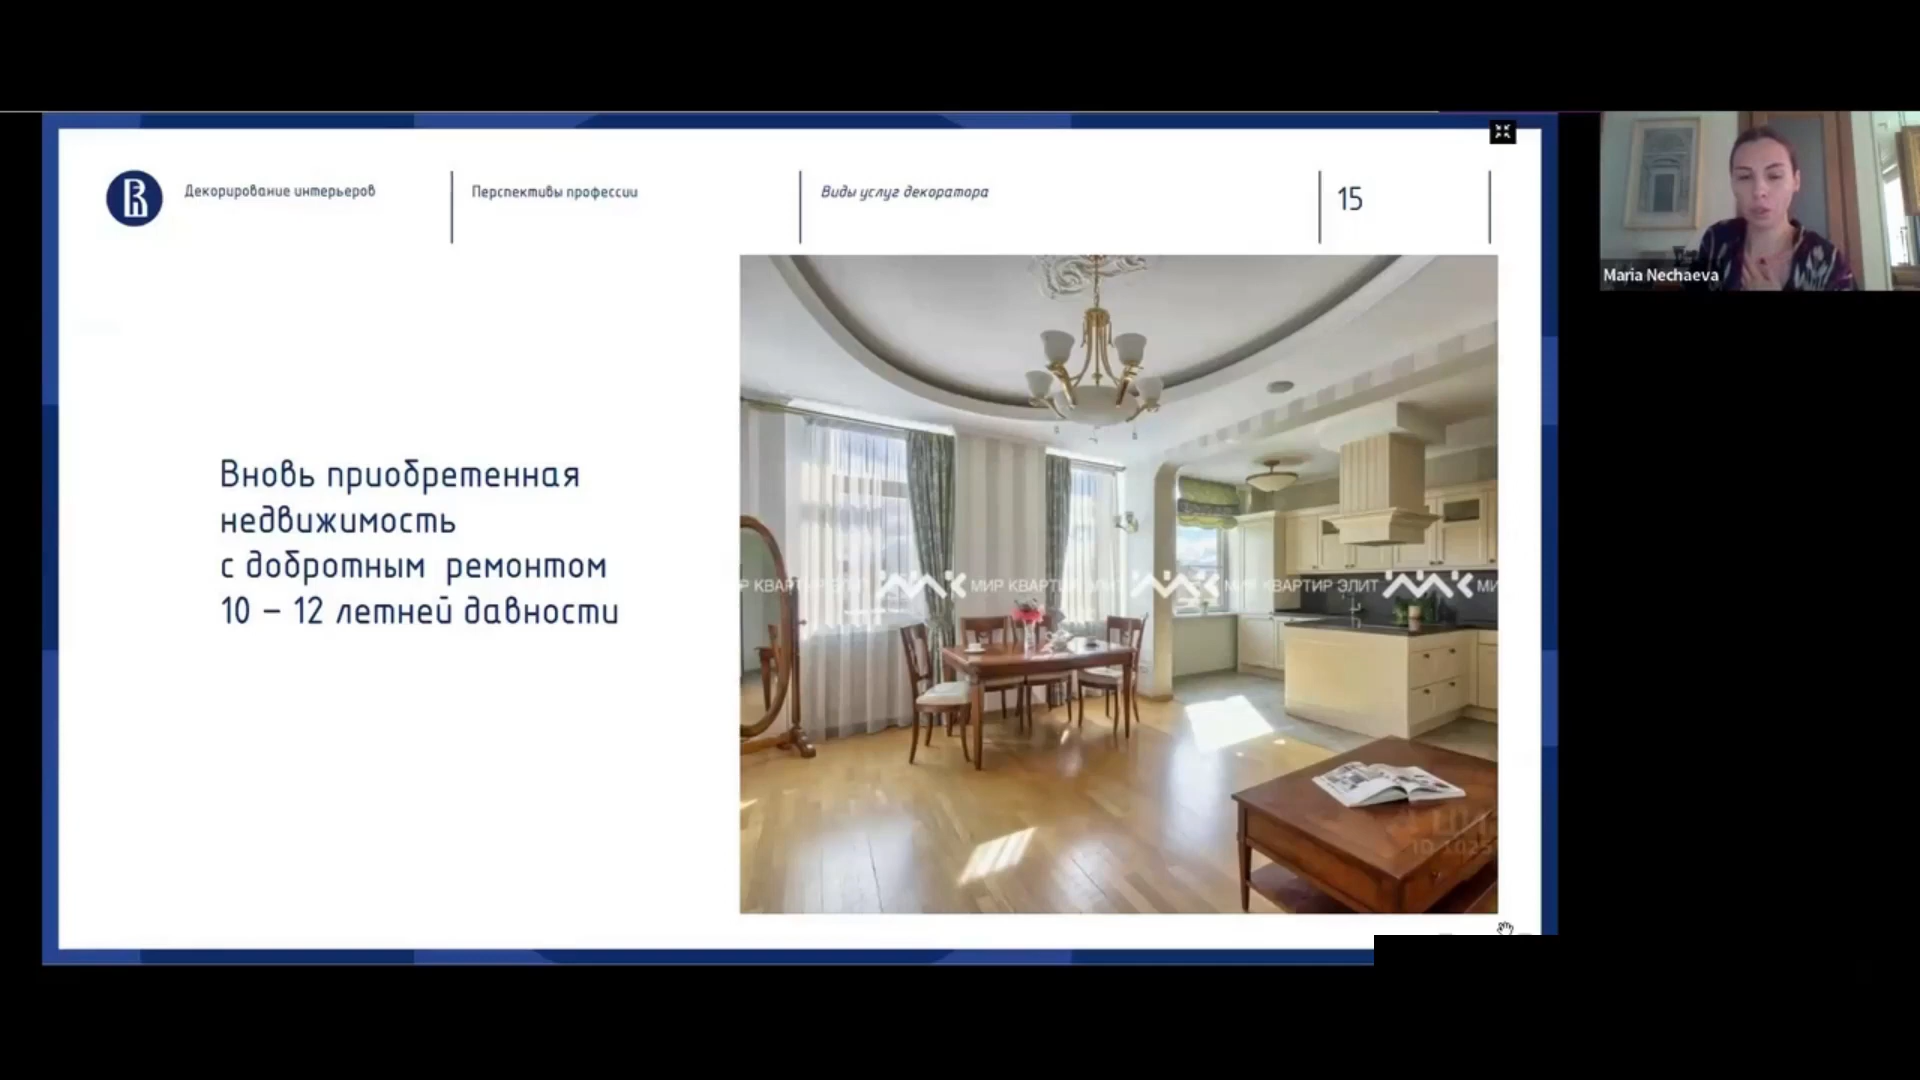 Декорирование интерьеров
Перспективы профессии
Виды услуг декоратора
15
Maria Nechaeva
Вновь приобретенная
недвижимость
с добротным ремонтом
10 – 12 летней давности
МИР КВАРТИР ЭЛИТ МИР КВАРТИР ЭЛИТ